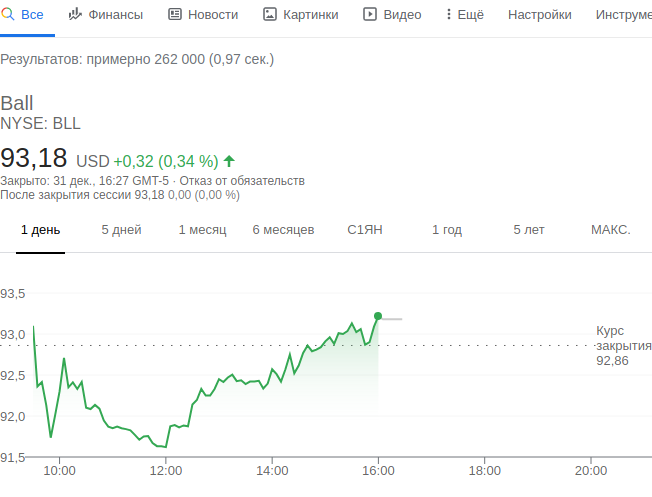 Все Финансы Новости Картинки Видео Ещё Настройки Инструме
Результатов: примерно 262 000 (0,97 сек.)
Ball
NYSE: BLL
93,18 USD +0,32 (0,34 %)
Закрыто: 31 дек., 16:27 GMT-5 · Отказ от обязательств
После закрытия сессии 93,18 0,00 (0,00 %)
1 день 5 дней 1 месяц 6 месяцев С1ЯН 1 год 5 лет МАКС.
93,5
93,0
92,5
92,0
91,5
Курс
закрытия
92,86
10:00 12:00 14:00 16:00 18:00 20:00